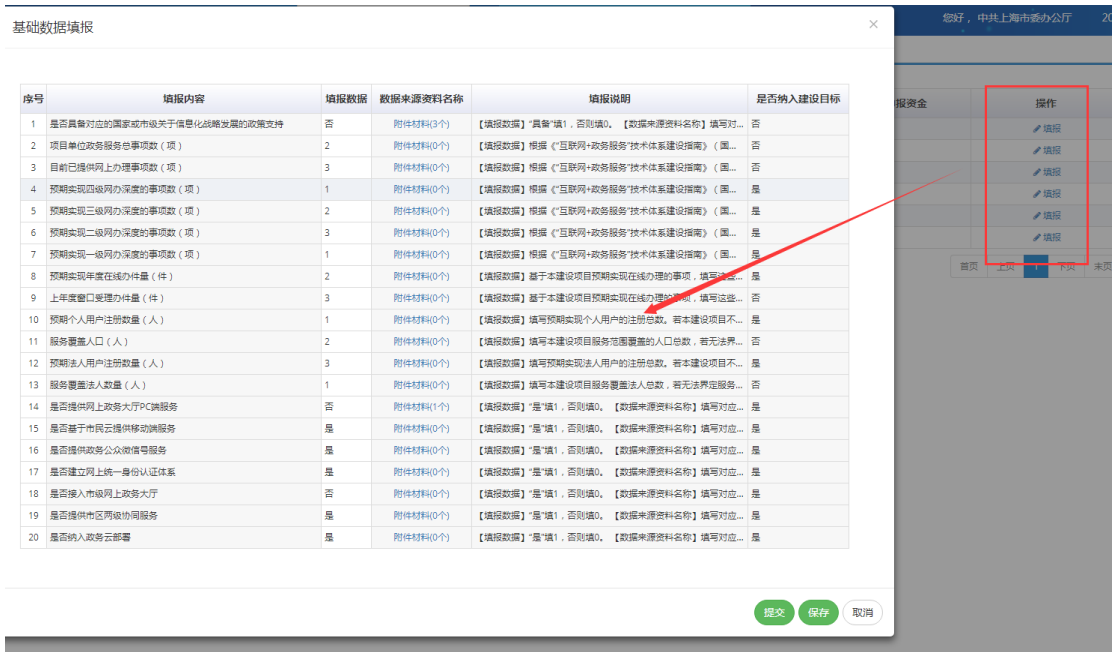 您好，中共上海市委办公厅 20
基础数据填报 ×
序号 填报内容 填报数据 数据来源资料名称 填报说明 是否纳入建设目标
1 是否具备对应的国家或市级关于信息化战略发展的政策支持 否 附件材料(3个) 【填报数据】"具备"填1，否则填0。 【数据来源资料名称】填写对... 否
2 项目单位政务服务总事项数（项） 2 附件材料(0个) 【填报数据】根据《"互联网+政务服务"技术体系建设指南》（国... 否
3 目前已提供网上办理事项数（项） 3 附件材料(0个) 【填报数据】根据《"互联网+政务服务"技术体系建设指南》（国... 否
4 预期实现四级网办深度的事项数（项） 1 附件材料(0个) 【填报数据】根据《"互联网+政务服务"技术体系建设指南》（国... 是
5 预期实现三级网办深度的事项数（项） 2 附件材料(0个) 【填报数据】根据《"互联网+政务服务"技术体系建设指南》（国... 是
6 预期实现二级网办深度的事项数（项） 3 附件材料(0个) 【填报数据】根据《"互联网+政务服务"技术体系建设指南》（国... 是
7 预期实现一级网办深度的事项数（项） 1 附件材料(0个) 【填报数据】根据《"互联网+政务服务"技术体系建设指南》（国... 是
8 预期实现年度在线办件量（件） 2 附件材料(0个) 【填报数据】基于本建设项目预期实现在线办理的事项，填写这些... 是
9 上年度窗口受理办件量（件） 3 附件材料(0个) 【填报数据】基于本建设项目预期实现在线办理的事项，填写这些... 否
10 预期个人用户注册数量（人） 1 附件材料(0个) 【填报数据】填写预期实现个人用户的注册总数。若本建设项目不... 是
11 服务覆盖人口（人） 2 附件材料(0个) 【填报数据】填写本建设项目服务范围覆盖的人口总数，若无法界... 否
12 预期法人用户注册数量（人） 3 附件材料(0个) 【填报数据】填写预期实现法人用户的注册总数。若本建设项目不... 是
13 服务覆盖法人数量（人） 1 附件材料(0个) 【填报数据】填写本建设项目服务覆盖法人总数，若无法界定服务... 否
14 是否提供网上政务大厅PC端服务 否 附件材料(1个) 【填报数据】"是"填1，否则填0。 【数据来源资料名称】填写对应... 是
15 是否基于市民云提供移动端服务 是 附件材料(0个) 【填报数据】"是"填1，否则填0。 【数据来源资料名称】填写对应... 是
16 是否提供政务公众微信号服务 是 附件材料(0个) 【填报数据】"是"填1，否则填0。 【数据来源资料名称】填写对应... 是
17 是否建立网上统一身份认证体系 是 附件材料(0个) 【填报数据】"是"填1，否则填0。 【数据来源资料名称】填写对应... 是
18 是否接入市级网上政务大厅 否 附件材料(0个) 【填报数据】"是"填1，否则填0。 【数据来源资料名称】填写对应... 是
19 是否提供市区两级协同服务 是 附件材料(0个) 【填报数据】"是"填1，否则填0。 【数据来源资料名称】填写对应... 是
20 是否纳入政务云部署 是 附件材料(0个) 【填报数据】"是"填1，否则填0。 【数据来源资料名称】填写对应... 是
提交 保存 取消
报资金 操作
填报
填报
填报
填报
填报
填报
首页 上页 1 下页 末页